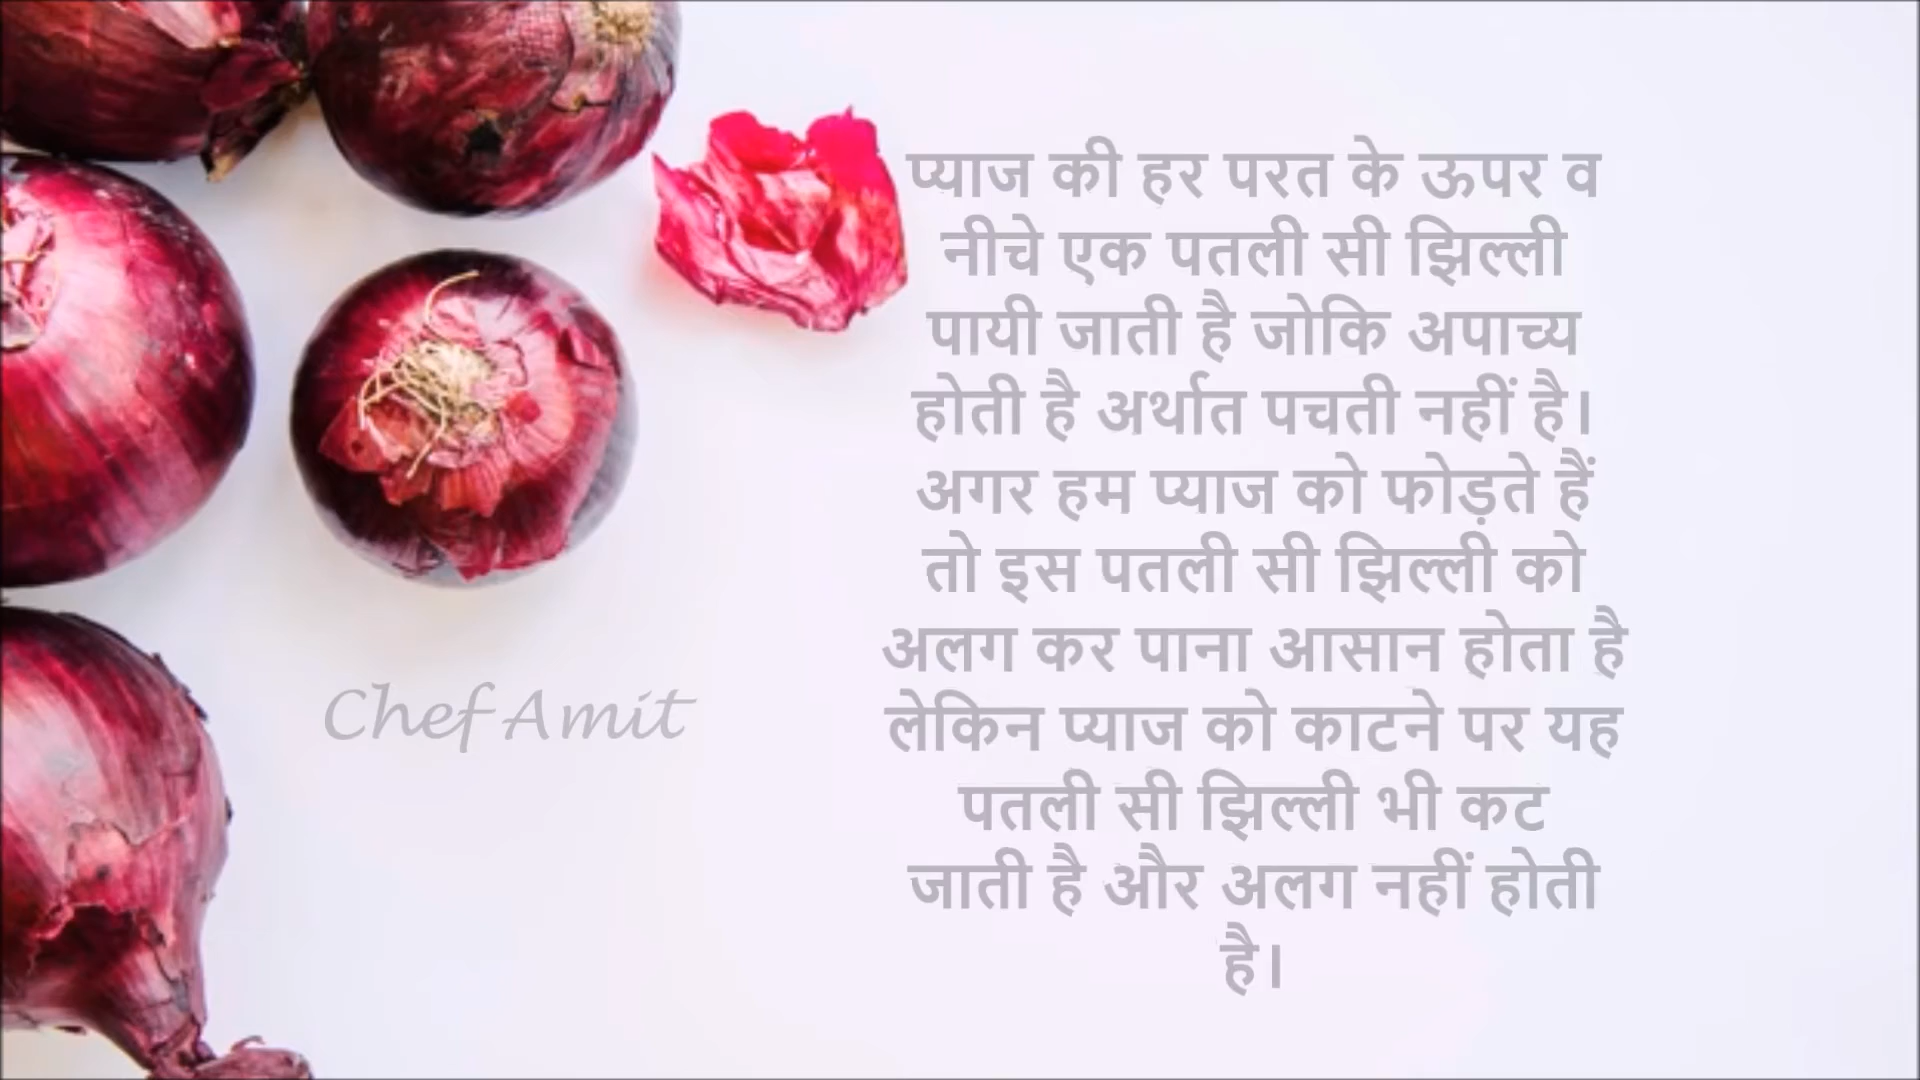 प्याज की हर परत के ऊपर व
नीचे एक पतली सी झिल्ली
पायी जाती है जोकि अपाच्य
होती है अर्थात पचती नहीं है।
अगर हम प्याज को फोड़ते हैं
तो इस पतली सी झिल्ली को
अलग कर पाना आसान होता है
लेकिन प्याज को काटने पर यह
पतली सी झिल्ली भी कट
जाती है और अलग नहीं होती
है।
Chef Amit